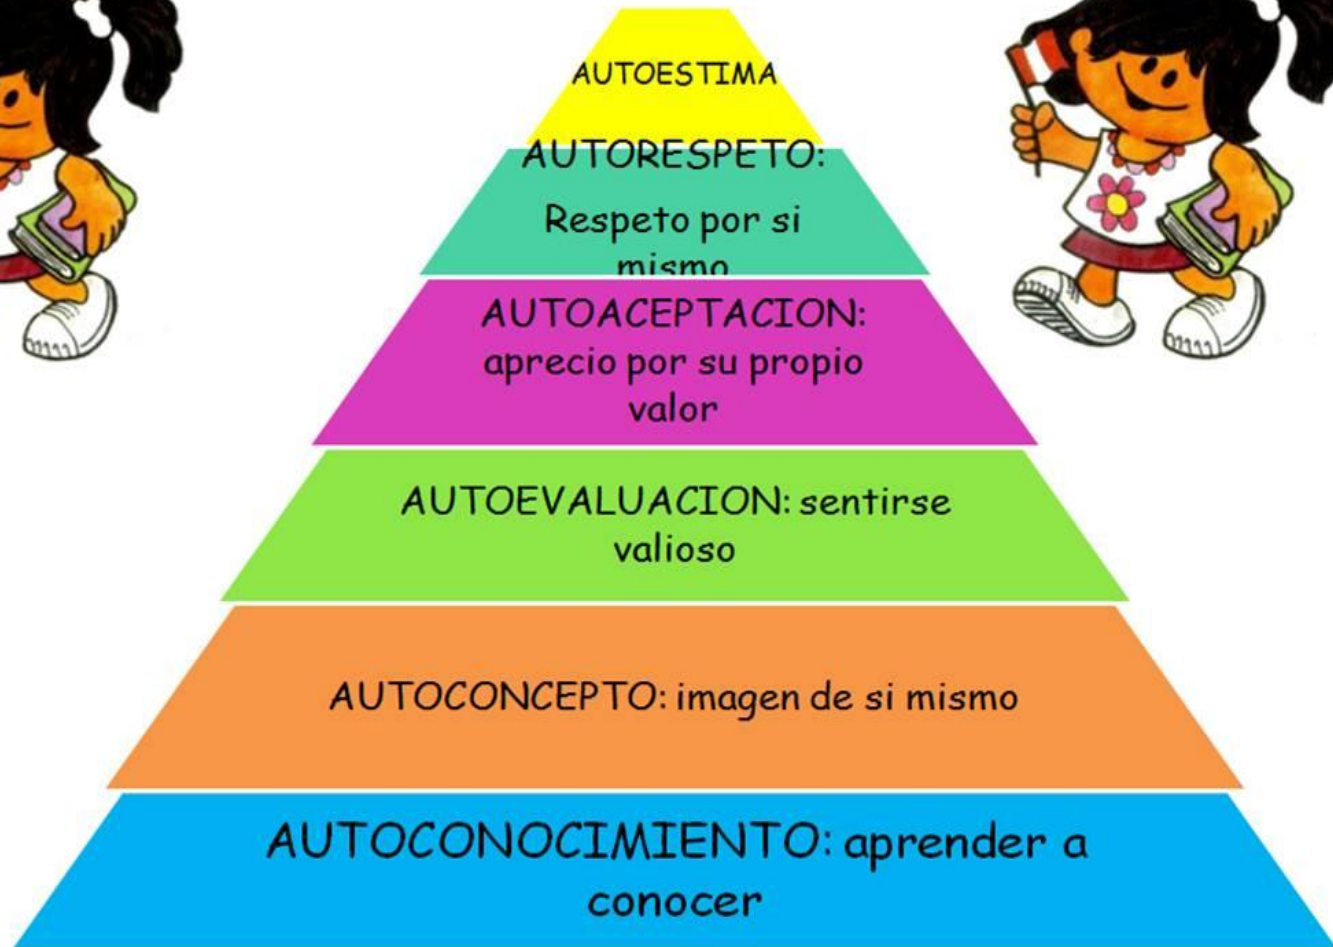 AUTOESTIMA
AUTORESPETO:
Respeto por si
mismo
AUTOACEPTACION:
aprecio por su propio
valor
AUTOEVALUACION: sentirse
valioso
AUTOCONCEPTO: imagen de si mismo
AUTOCONOCIMIENTO: aprender a
conocer